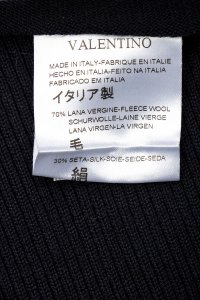 VALENTINO
MADE IN ITALY-FABRIQUE EN ITALIE
HECHO EN ITALIA-FEITO NA ITALIA
FABRICADO EM ITALIA
イタリア製
70% LANA VERGINE-FLEECE WOOL
SCHURWOLLE-LAINE VIERGE
LANA VIRGEN-LA VIRGEN
毛
30% SETA-SILK-SOIE-SEIDE-SEDA
絹